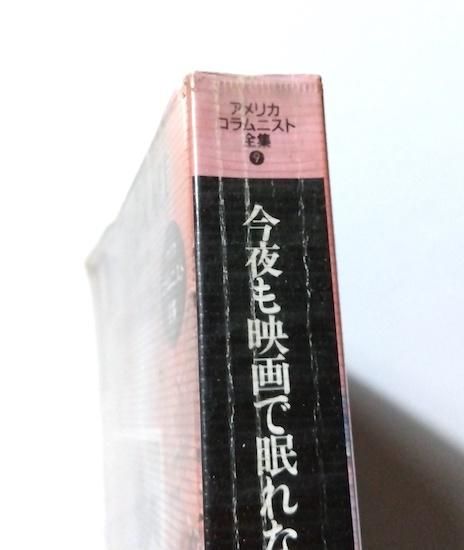 アメリカ
コラムニスト
全集
9
今夜も映画で眠れな